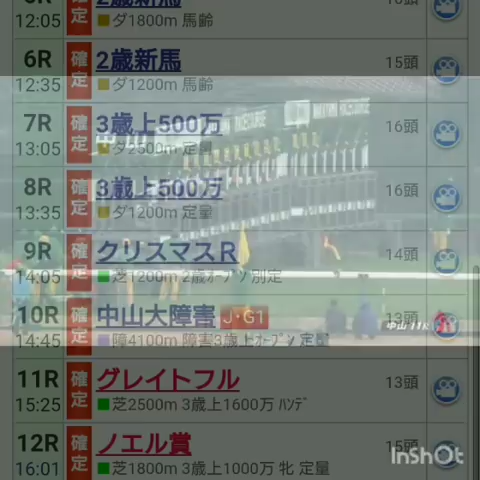 2歳新馬
12:05 確定 ダ1800m 馬齢
6R 確定 2歳新馬 15頭
12:35 ダ1200m 馬齢
7R 確定 3歳上500万 16頭
13:05 ダ2500m 定量
8R 確定 3歳上500万 16頭
13:35 ダ1200m 定量
9R 確定 クリスマスR 14頭
14:05 芝1200m 2歳オープン 別定
10R 確定 中山大障害 J・G1 13頭
14:45 障4100m 障害3歳上オープン 定量
中山 11R
11R 確定 グレイトフル 13頭
15:25 芝2500m 3歳上1600万 ハンデ
12R 確定 ノエル賞 15頭
16:01 芝1800m 3歳上1000万 牝 定量
InShOt